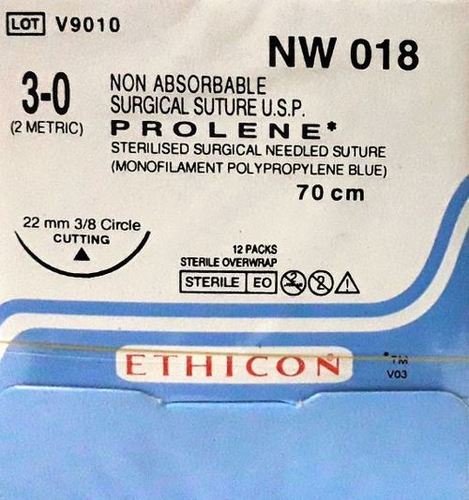 LOT V9010
NW 018
3-0
(2 METRIC)
NON ABSORBABLE
SURGICAL SUTURE U.S.P.
PROLENE*
STERILISED SURGICAL NEEDLED SUTURE
(MONOFILAMENT POLYPROPYLENE BLUE)
70 cm
22 mm 3/8 Circle
CUTTING
12 PACKS
STERILE OVERWRAP
STERILE EO
ETHICON
*TM
V03